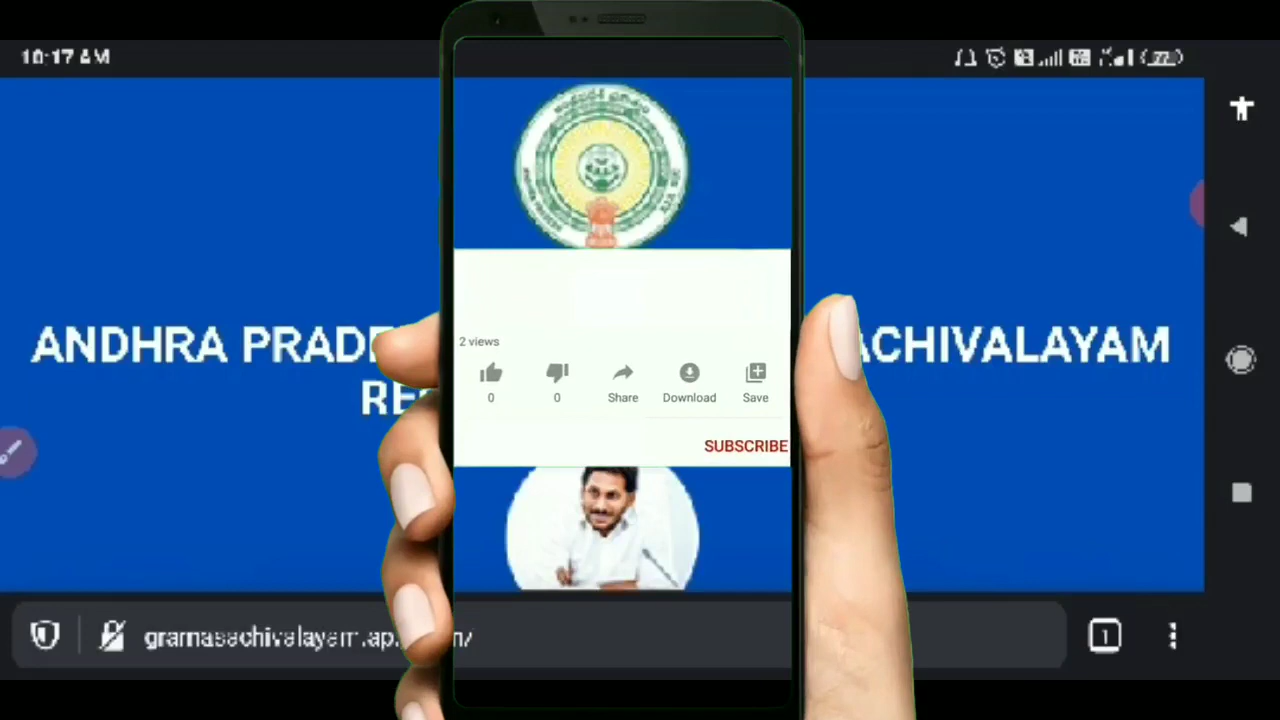 10:17 AM
ANDHRA PRADE
ACHIVALAYAM
RE
2 views
0
0
Share
Download
Save
SUBSCRIBE
gramasachivalayam.ap.
1